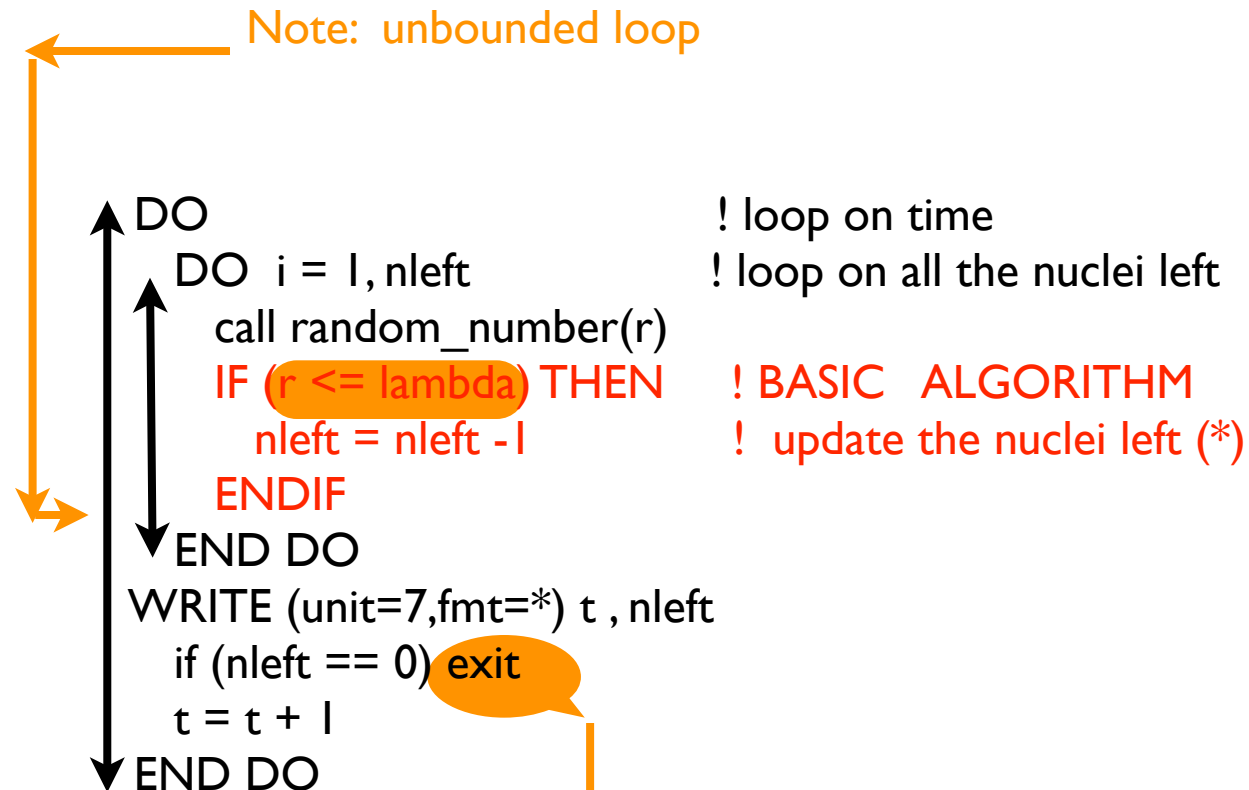 Note: unbounded loop
DO ! loop on time
DO i = 1, nleft ! loop on all the nuclei left
call random_number(r)
IF (r <= lambda) THEN ! BASIC ALGORITHM
nleft = nleft -1 ! update the nuclei left (*)
ENDIF
END DO
WRITE (unit=7,fmt=*) t , nleft
if (nleft == 0) exit
t = t + 1
END DO